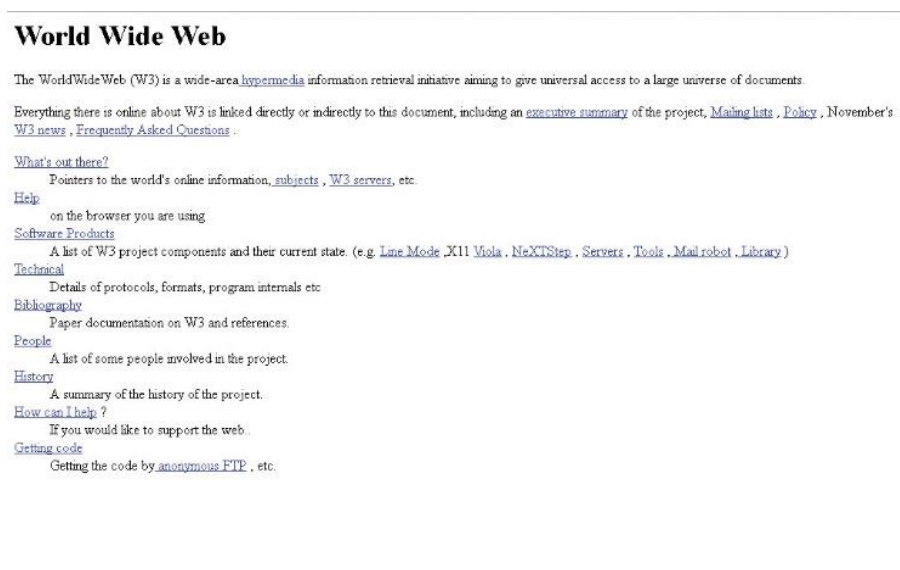 World Wide Web
The WorldWideWeb (W3) is a wide-area hypermedia information retrieval initiative aiming to give universal access to a large universe of documents.
Everything there is online about W3 is linked directly or indirectly to this document, including an executive summary of the project, Mailing lists , Policy , November's
W3 news , Frequently Asked Questions .
What's out there?
Pointers to the world's online information, subjects , W3 servers, etc.
Help
on the browser you are using
Software Products
A list of W3 project components and their current state. (e.g. Line Mode ,X11 Viola , NeXTStep , Servers , Tools , Mail robot , Library )
Technical
Details of protocols, formats, program internals etc
Bibliography
Paper documentation on W3 and references.
People
A list of some people involved in the project.
History
A summary of the history of the project.
How can I help ?
If you would like to support the web..
Getting code
Getting the code by anonymous FTP , etc.